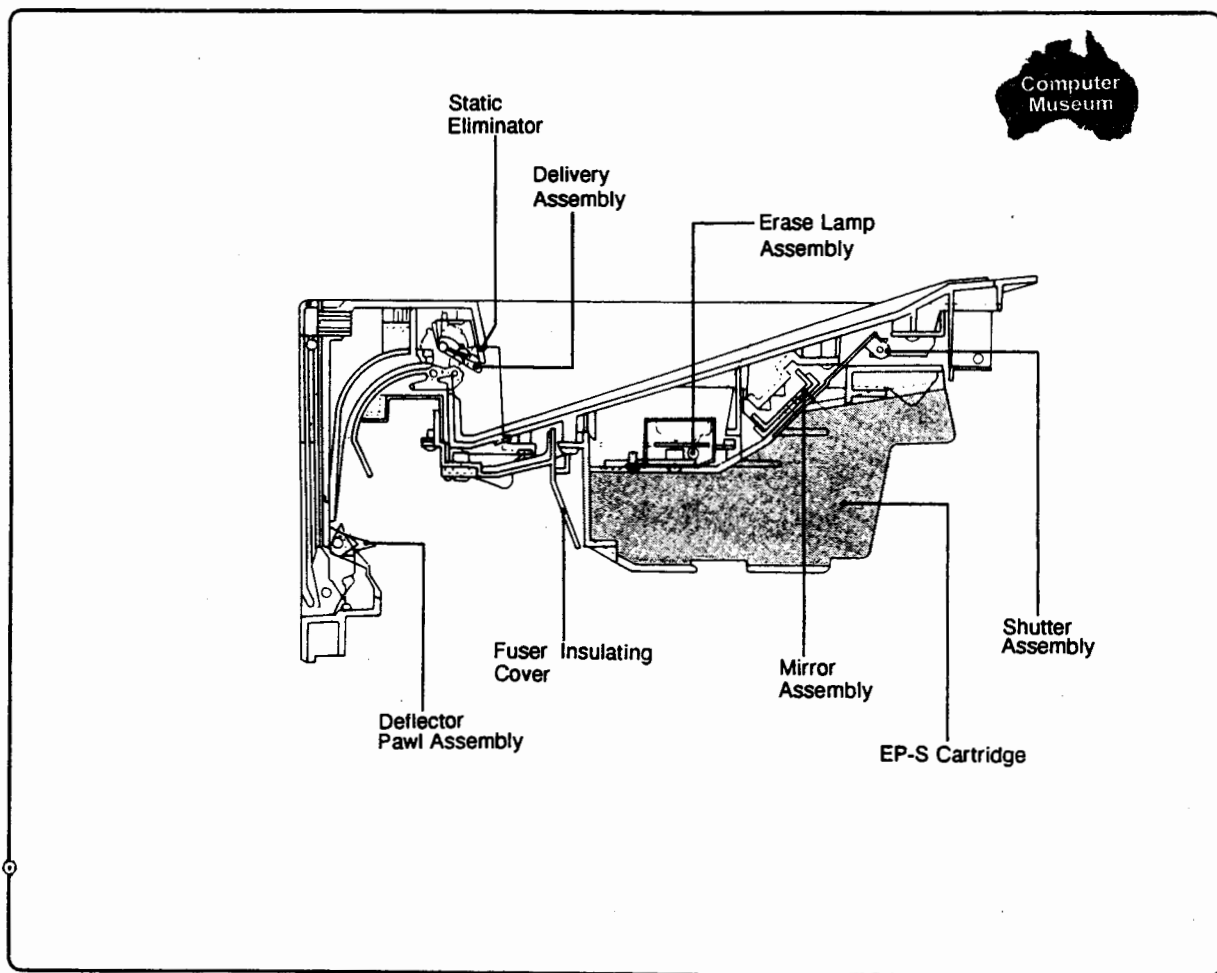 Computer
Museum
Static
Eliminator
Delivery
Assembly
Erase Lamp
Assembly
Shutter
Assembly
Fuser Insulating
Cover
Mirror
Assembly
Deflector
Pawl Assembly
EP-S Cartridge